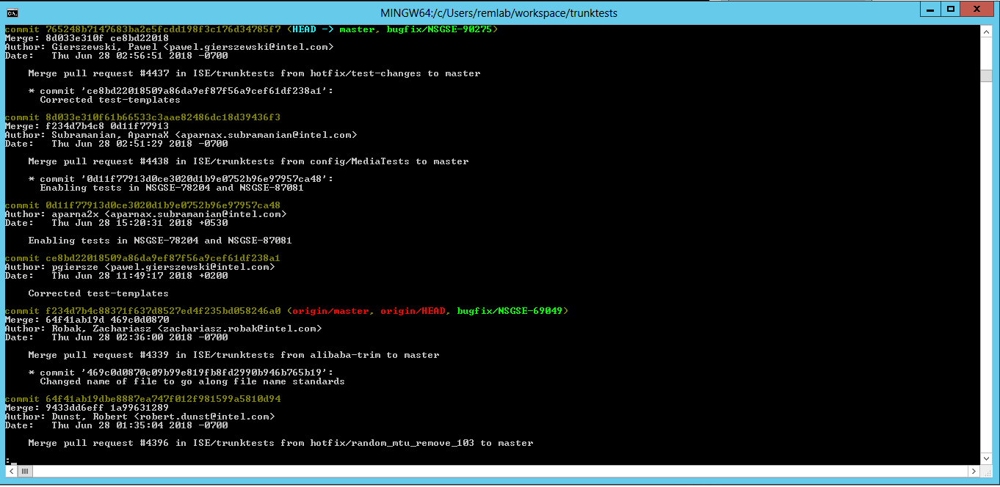 MINGW64:/c/Users/remlab/workspace/trunktests
commit 765248b7147683ba2e5fcdd198f3c176d34785f7 (HEAD -> master, bugfix/NSGSE-90275)
Merge: 8d033e310f ce8bd22018
Author: Gierszewski, Pawel <pawel.gierszewski@intel.com>
Date:   Thu Jun 28 02:56:51 2018 -0700
Merge pull request #4437 in ISE/trunktests from hotfix/test-changes to master
* commit 'ce8bd22018509a86da9ef87f56a9cef61df238a1':
Corrected test-templates
commit 8d033e310f61b66533c3aae82486dc18d39436f3
Merge: f234d7b4c8 0d11f77913
Author: Subramanian, AparnaX <aparnax.subramanian@intel.com>
Date:   Thu Jun 28 02:51:29 2018 -0700
Merge pull request #4438 in ISE/trunktests from config/MediaTests to master
* commit '0d11f77913d0ce3020d1b9e0752b96e97957ca48':
Enabling tests in NSGSE-78204 and NSGSE-87081
commit 0d11f77913d0ce3020d1b9e0752b96e97957ca48
Author: aparna2x <aparnax.subramanian@intel.com>
Date:   Thu Jun 28 15:20:31 2018 +0530
Enabling tests in NSGSE-78204 and NSGSE-87081
commit ce8bd22018509a86da9ef87f56a9cef61df238a1
Author: pgiersze <pawel.gierszewski@intel.com>
Date:   Thu Jun 28 11:49:17 2018 +0200
Corrected test-templates
commit f234d7b4c88371f637d8527ed4f235bd058246a0 (origin/master, origin/HEAD, bugfix/NSGSE-69049)
Merge: 64f41ab19d 469c0d0870
Author: Robak, Zachariasz <zachariasz.robak@intel.com>
Date:   Thu Jun 28 02:36:00 2018 -0700
Merge pull request #4339 in ISE/trunktests from alibaba-trim to master
* commit '469c0d0870c09b99e819fb8fd2990b946b765b19':
Changed name of file to go along file name standards
commit 64f41ab19dbe8887ea747f012f981599a5810d94
Merge: 9433dd6eff 1a99631289
Author: Dunst, Robert <robert.dunst@intel.com>
Date:   Thu Jun 28 01:35:04 2018 -0700
Merge pull request #4396 in ISE/trunktests from hotfix/random_mtu_remove_103 to master
: